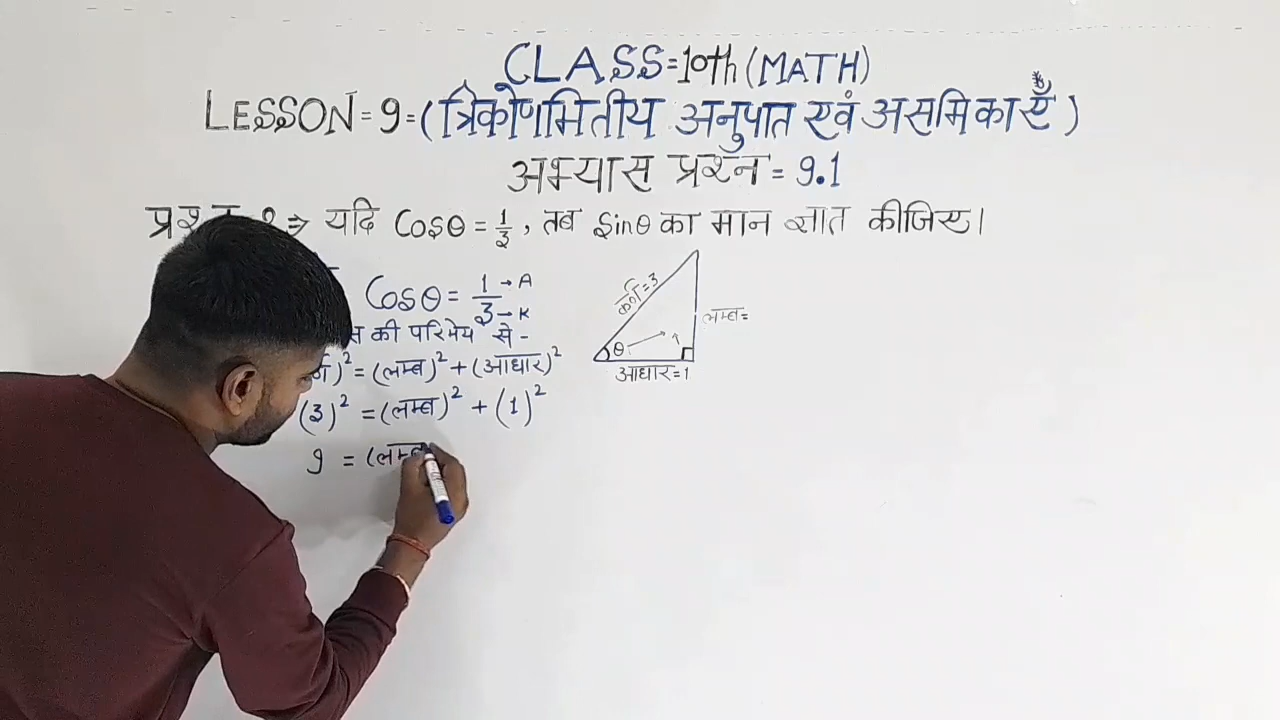 CLASS=10th (MATH)
LESSON=9=(त्रिकोणमितीय अनुपात एवं असमिकाएँ)
अभ्यास प्रश्न=9.1
⇒ यदि Cosθ = 1/3, तब Sinθ का मान ज्ञात कीजिए।
Cosθ = 1/3 →A →K
की परिमेय से -
)² = (लम्ब)² + (आधार)²
(3)² = (लम्ब)² + (1)²
9 = (लम्ब
कर्ण=3
लम्ब=
θ
आधार=1